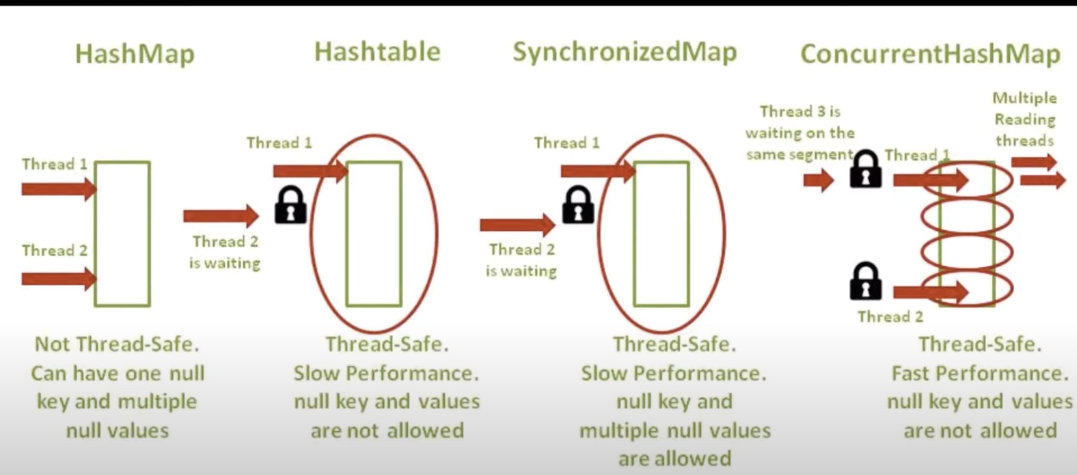 HashMap
Thread 1
Thread 2
Not Thread-Safe.
Can have one null
key and multiple
null values
Hashtable
Thread 1
Thread 2
is waiting
Thread-Safe.
Slow Performance.
null key and values
are not allowed
SynchronizedMap
Thread 1
Thread 2
is waiting
Thread-Safe.
Slow Performance.
null key and
multiple null values
are allowed
ConcurrentHashMap
Thread 3 is
waiting on the
same segment
Thread 1
Multiple
Reading
threads
Thread 2
Thread-Safe.
Fast Performance.
null key and values
are not allowed